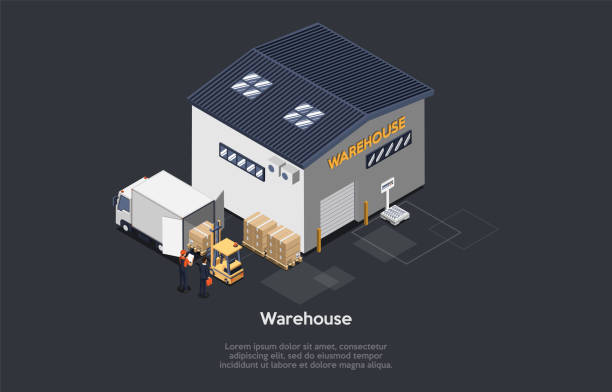 WAREHOUSE
Warehouse
Lorem ipsum dolor sit amet, consectetur
adipiscing elit, sed do eiusmod tempor
incididunt ut labore et dolore magna aliqua.